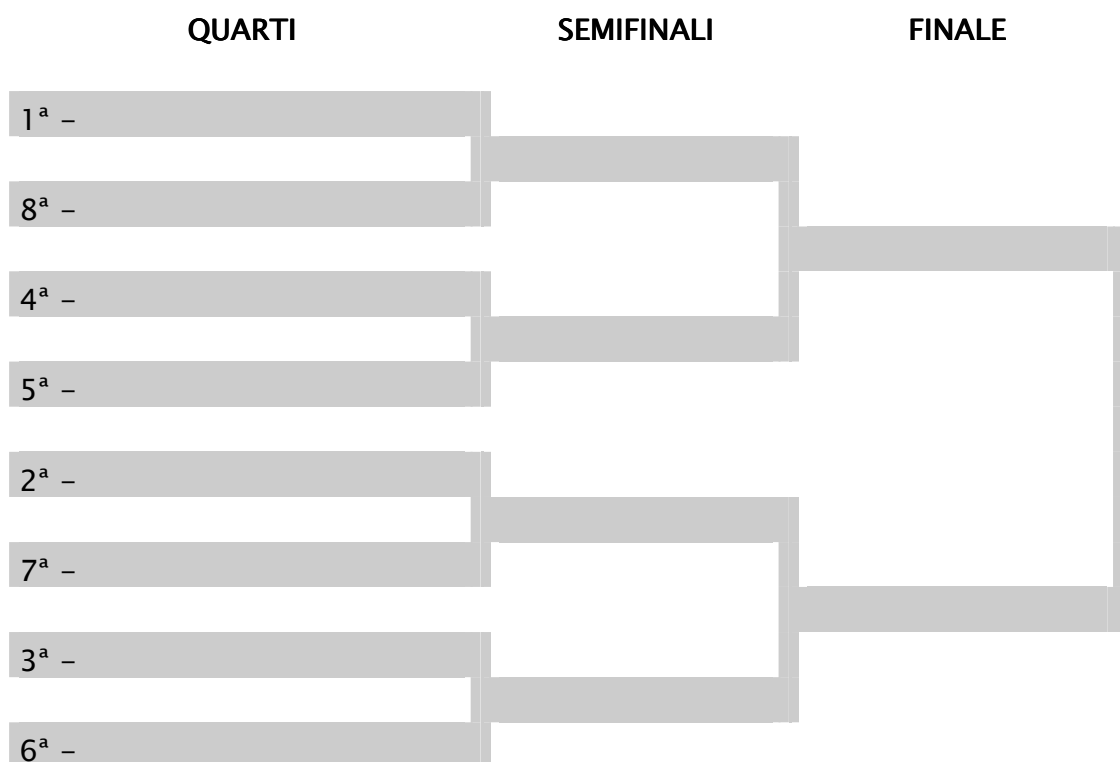 QUARTI SEMIFINALI FINALE
1ª –
8ª –
4ª –
5ª –
2ª –
7ª –
3ª –
6ª –